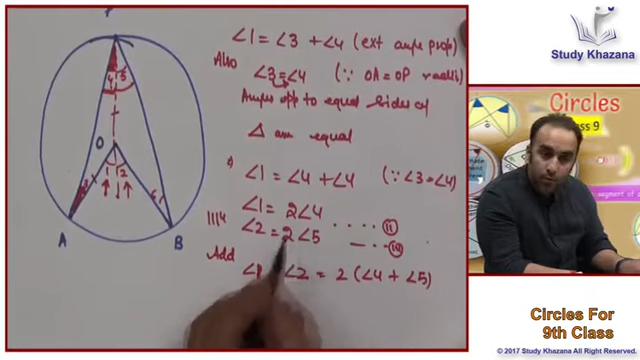 P
∠1 = ∠3 + ∠4 (ext angle prop)
Also
∠3 = ∠4 (∵ OA = OP radii)
Angles opp to equal sides of
Δ are equal
∠1 = ∠4 + ∠4 (∵ ∠3 = ∠4)
∠1 = 2∠4 .... (ii)
lllly
∠2 = 2∠5
Add
∠2 = 2 (∠4 + ∠5)
4 5
O
1 2
3
6
A
B
Study Khazana
Circles
Class 9
segment of a
Circles For
9th Class
© 2017 Study Khazana. All Right Reserved.